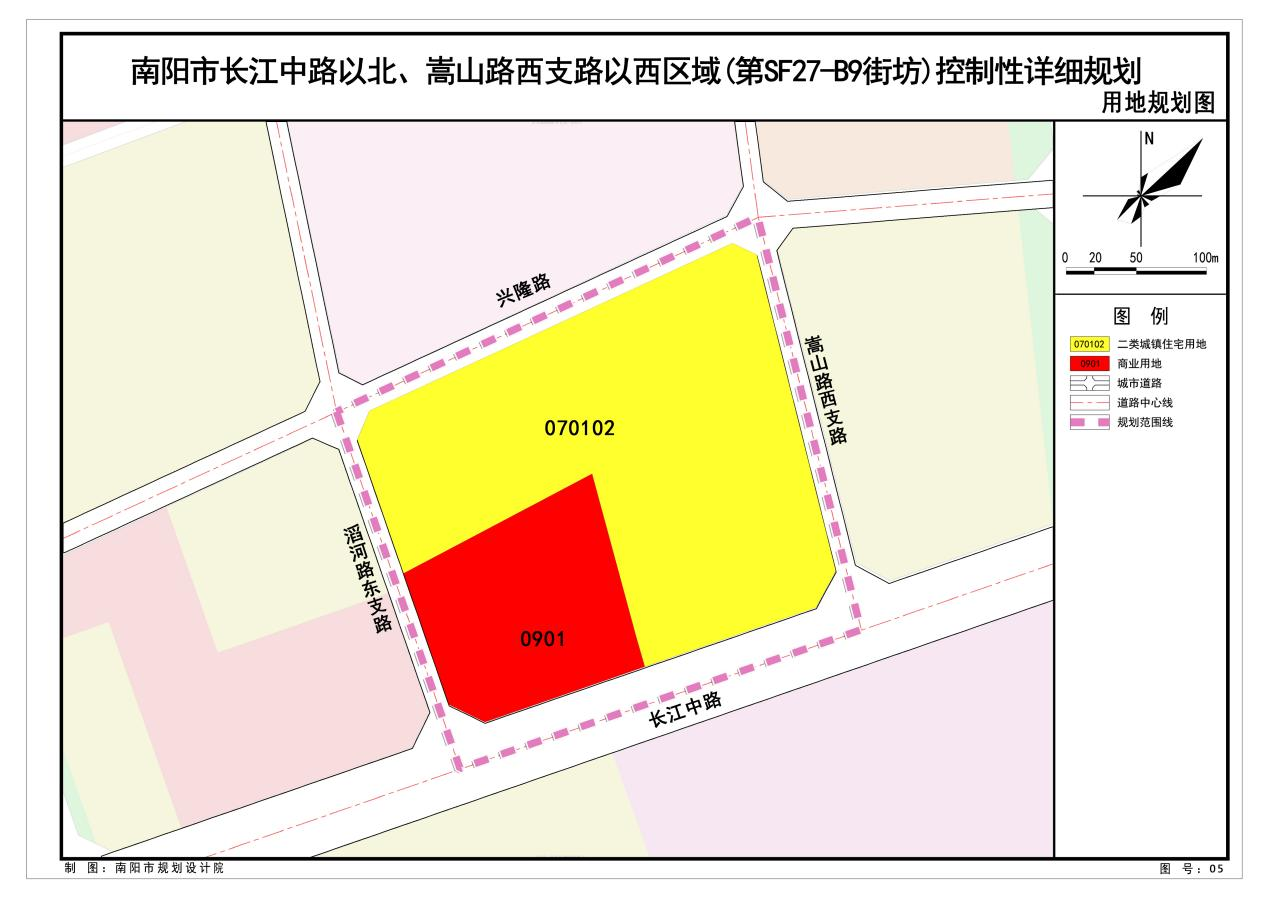 南阳市长江中路以北、嵩山路西支路以西区域(第SF27-B9街坊)控制性详细规划
用地规划图
N
0 20 50 100m
图 例
070102 二类城镇住宅用地
0901 商业用地
城市道路
道路中心线
规划范围线
兴隆路
嵩山路西支路
070102
滔河路东支路
0901
长江中路
制 图：南阳市规划设计院
图 号：05